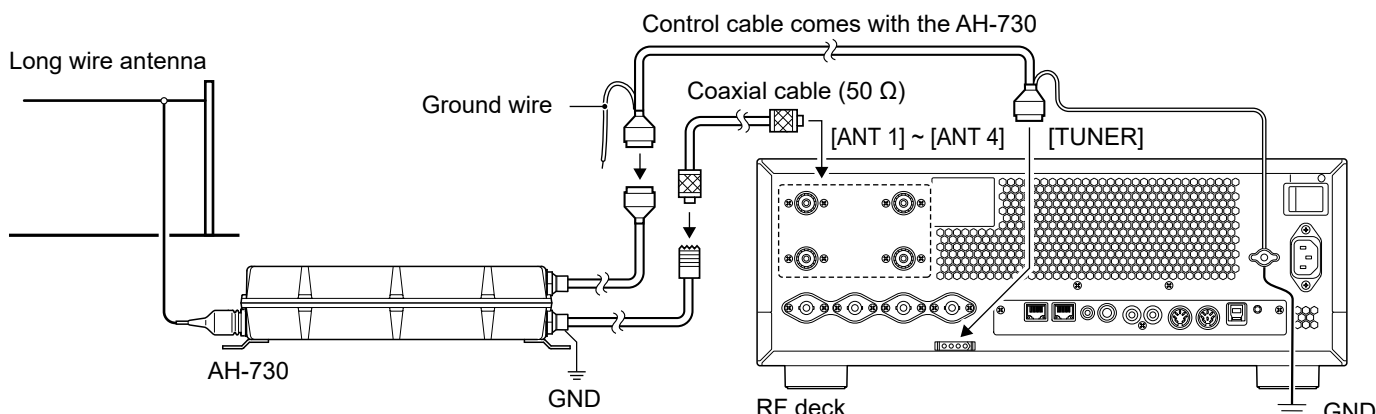 Control cable comes with the AH-730
Long wire antenna
Ground wire
Coaxial cable (50 Ω)
[ANT 1] ~ [ANT 4]
[TUNER]
AH-730
GND
RF deck
GND